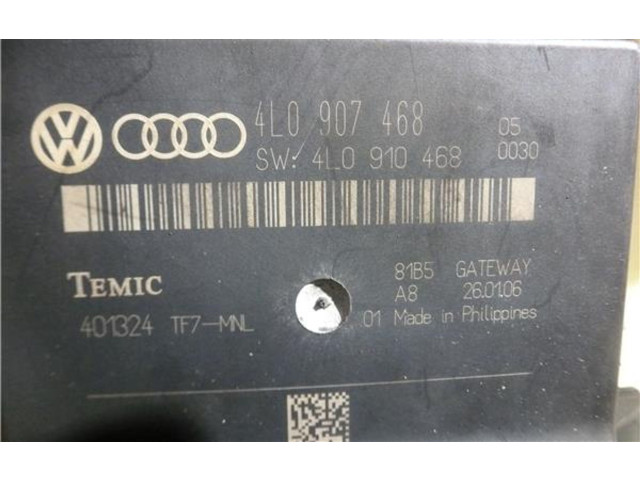 4L0 907 468 05
SW: 4L0 910 468 0030
TEMIC 81B5 GATEWAY
A8 26.01.06
401324 TF7-MNL 01 Made in Philippines